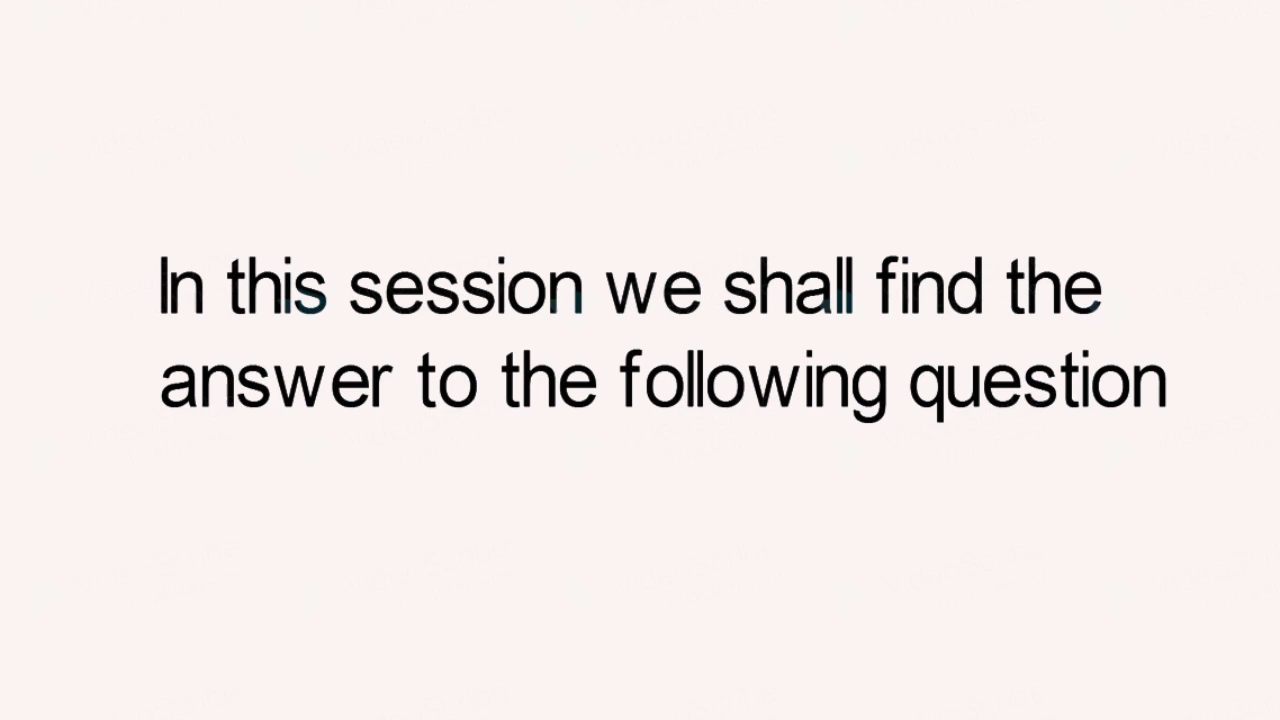 In this session we shall find the
answer to the following question